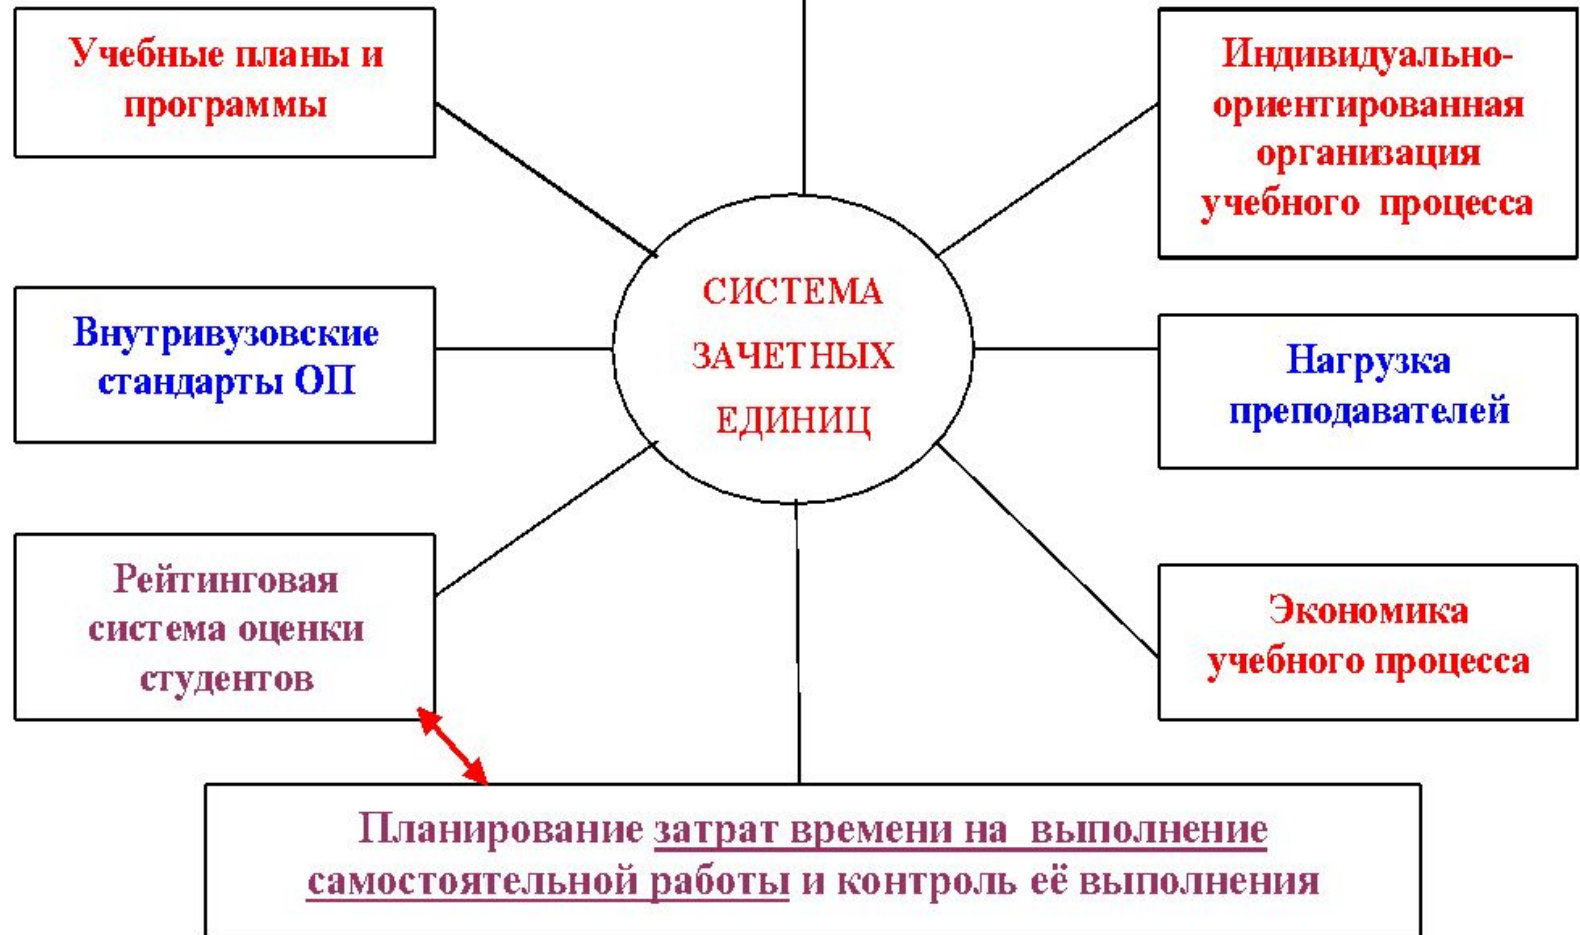 Учебные планы и
программы
Индивидуально-
ориентированная
организация
учебного процесса
СИСТЕМА
ЗАЧЕТНЫХ
ЕДИНИЦ
Внутривузовские
стандарты ОП
Нагрузка
преподавателей
Рейтинговая
система оценки
студентов
Экономика
учебного процесса
Планирование затрат времени на выполнение
самостоятельной работы и контроль её выполнения